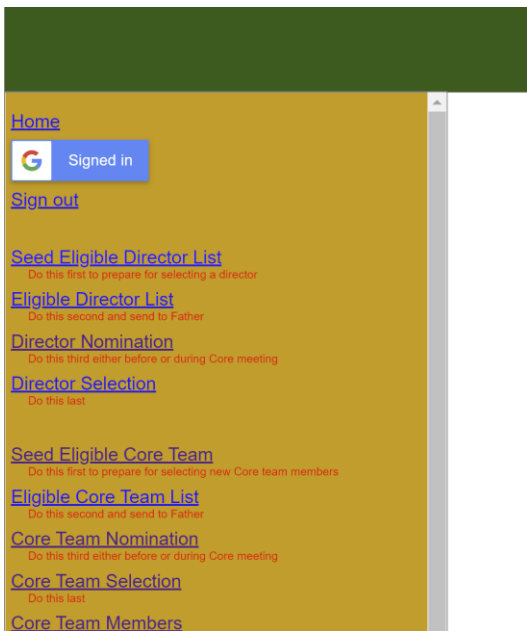 Home
Signed in
Sign out
Seed Eligible Director List
Do this first to prepare for selecting a director
Eligible Director List
Do this second and send to Father
Director Nomination
Do this third either before or during Core meeting
Director Selection
Do this last
Seed Eligible Core Team
Do this first to prepare for selecting new Core team members
Eligible Core Team List
Do this second and send to Father
Core Team Nomination
Do this third either before or during Core meeting
Core Team Selection
Do this last
Core Team Members